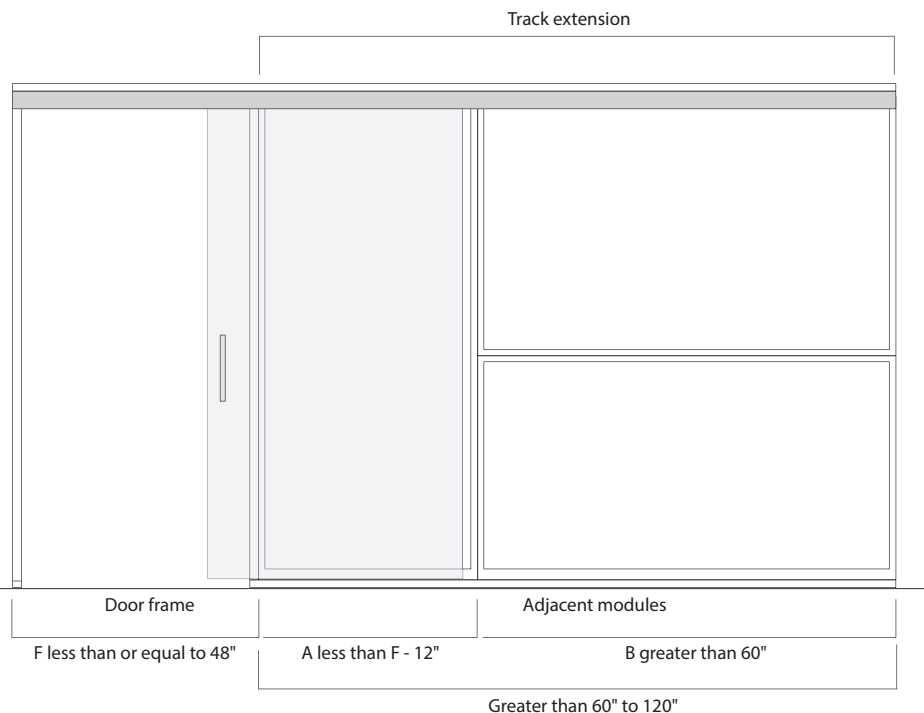 Track extension
Door frame
Adjacent modules
F less than or equal to 48"
A less than F - 12"
B greater than 60"
Greater than 60" to 120"